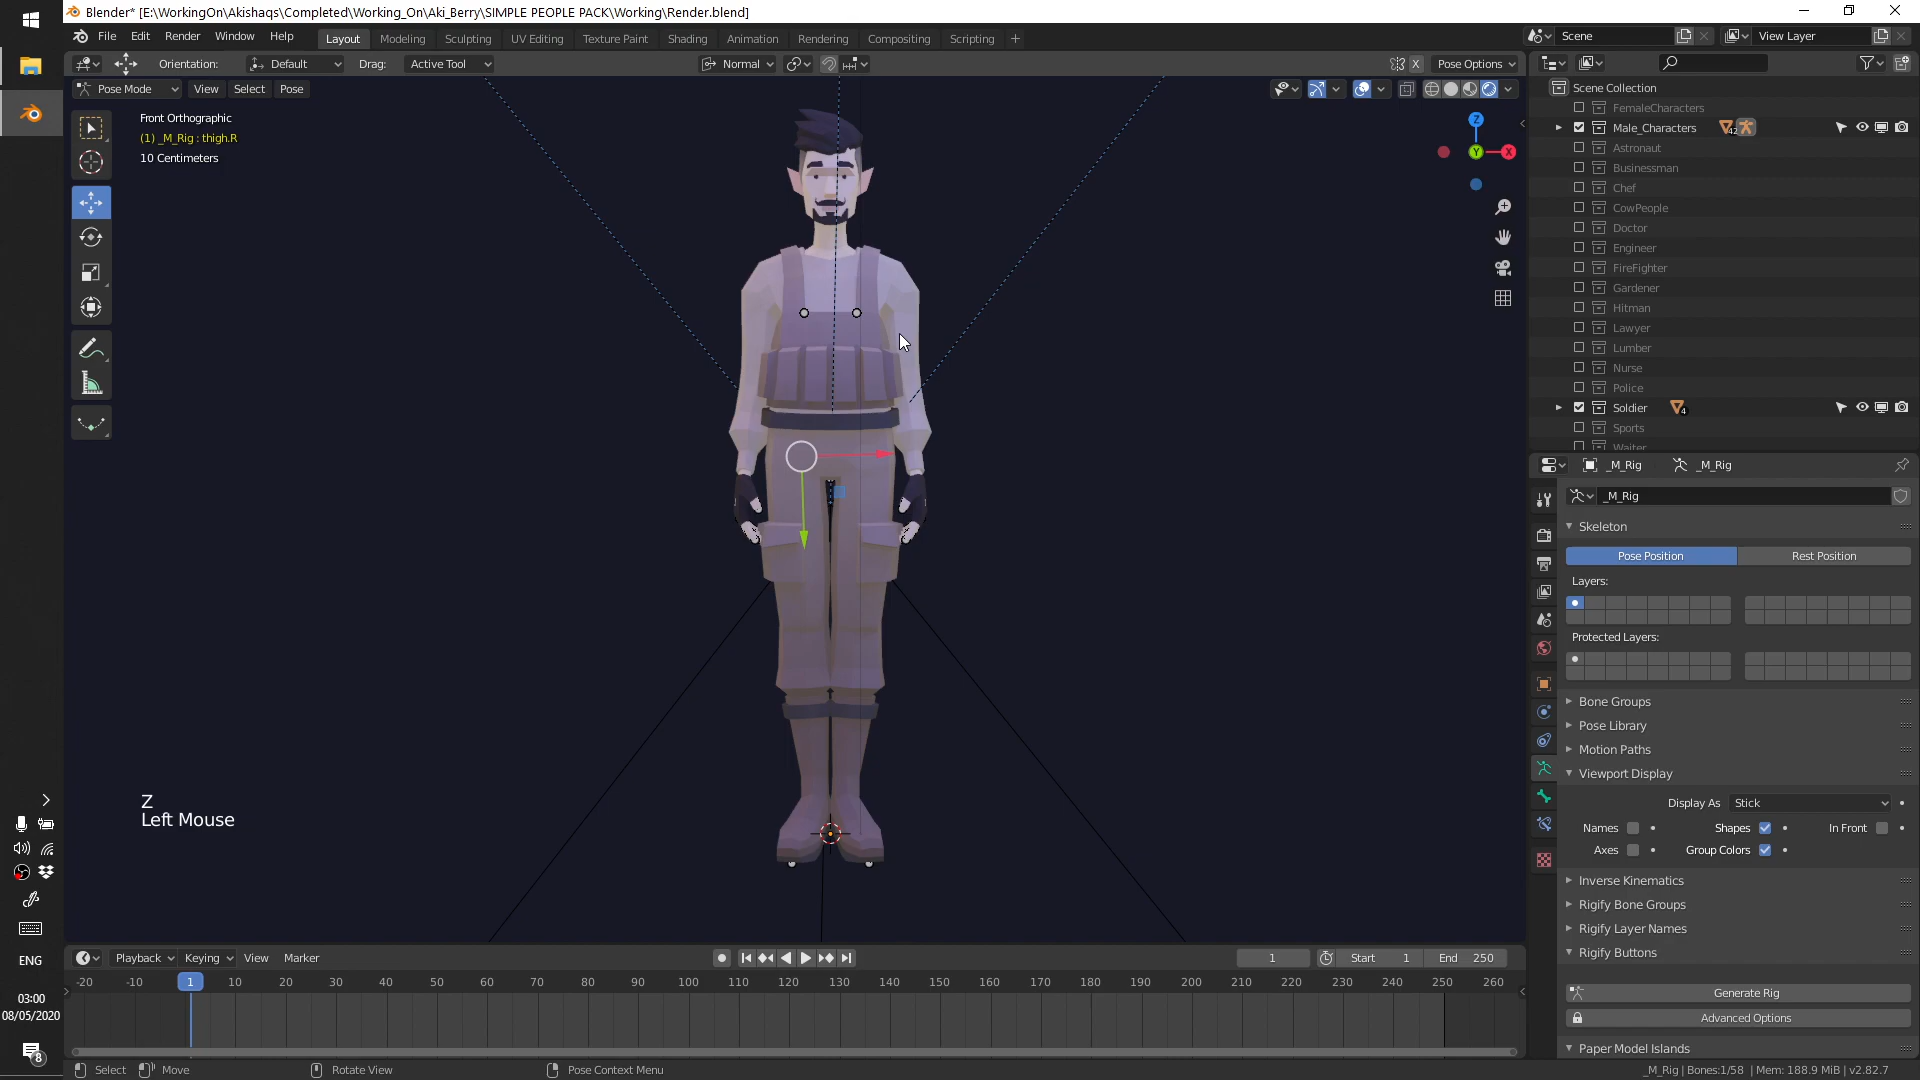 Blender* [E:\WorkingOn\Akishaqs\Completed\Working_On\Aki_Berry\SIMPLE PEOPLE PACK\Working\Render.blend]
File Edit Render Window Help Layout Modeling Sculpting UV Editing Texture Paint Shading Animation Rendering Compositing Scripting + Scene View Layer
Orientation: Default Drag: Active Tool Normal X Pose Options
Pose Mode View Select Pose
Front Orthographic
(1) _M_Rig : thigh.R
10 Centimeters
Z
X
Y
Z
Left Mouse
Scene Collection
FemaleCharacters
Male_Characters 42
Astronaut
Businessman
Chef
CowPeople
Doctor
Engineer
FireFighter
Gardener
Hitman
Lawyer
Lumber
Nurse
Police
Soldier 4
Sports
Waiter
_M_Rig _M_Rig
_M_Rig
Skeleton
Pose Position Rest Position
Layers:
Protected Layers:
Bone Groups
Pose Library
Motion Paths
Viewport Display
Display As Stick
Names Shapes In Front
Axes Group Colors
Inverse Kinematics
Rigify Bone Groups
Rigify Layer Names
Rigify Buttons
Generate Rig
Advanced Options
Paper Model Islands
Playback Keying View Marker 1 Start 1 End 250
-20 -10 1 10 20 30 40 50 60 70 80 90 100 110 120 130 140 150 160 170 180 190 200 210 220 230 240 250 260
Select Move Rotate View Pose Context Menu _M_Rig | Bones:1/58 | Mem: 188.9 MiB | v2.82.7
ENG
03:00
08/05/2020
8